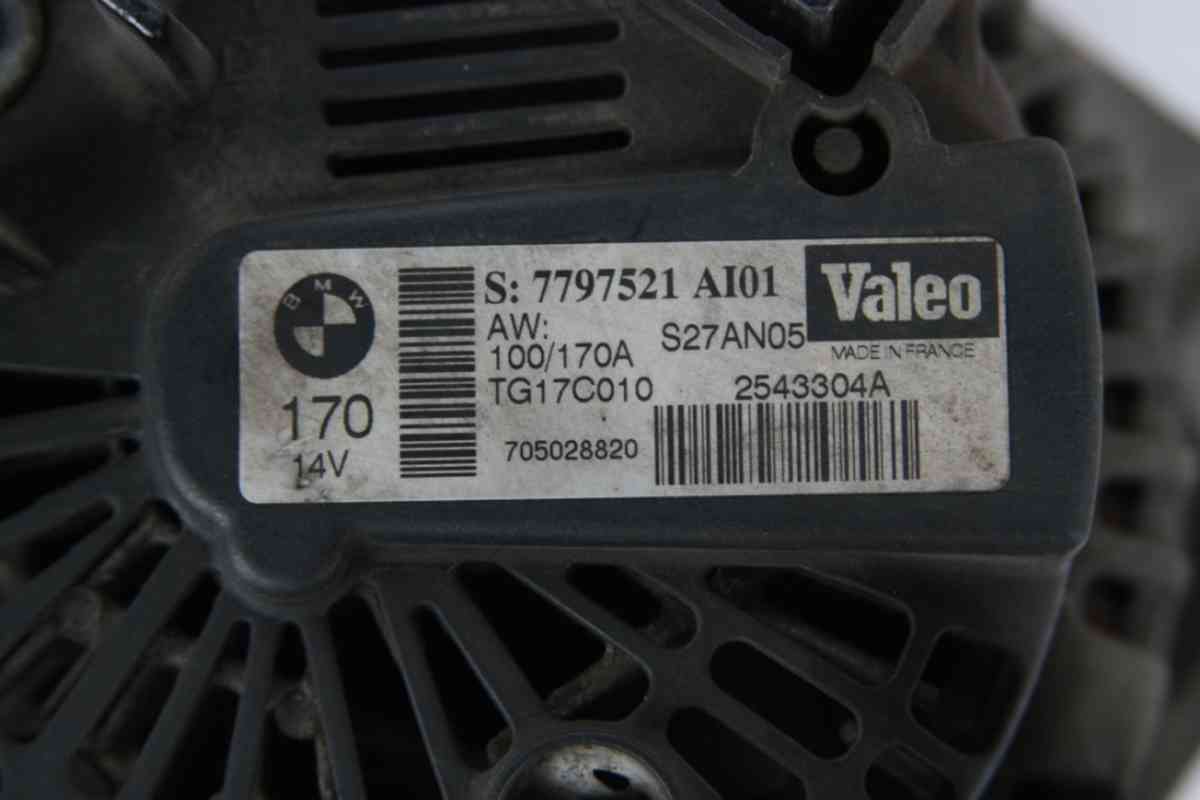 BMW
170
14V
S: 7797521 AI01
AW:
100/170A
S27AN05
TG17C010
705028820
Valeo
MADE IN FRANCE
2543304A